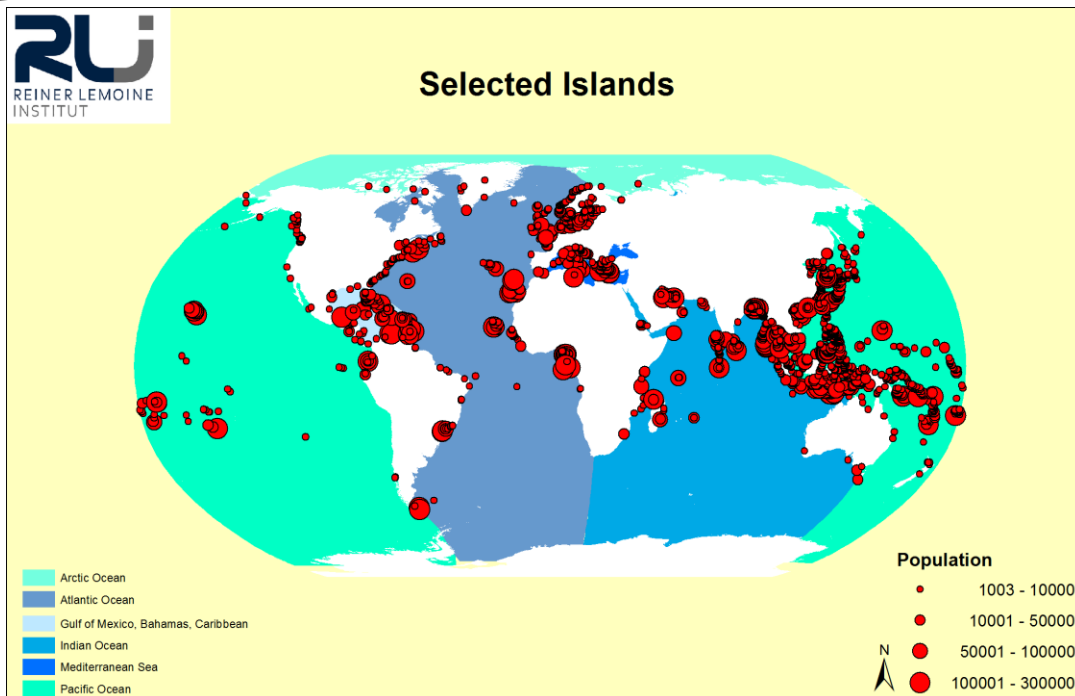 RLI
REINER LEMOINE
INSTITUT
Selected Islands
Arctic Ocean
Atlantic Ocean
Gulf of Mexico, Bahamas, Caribbean
Indian Ocean
Mediterranean Sea
Pacific Ocean
Population
1003 - 10000
10001 - 50000
50001 - 100000
100001 - 300000
N